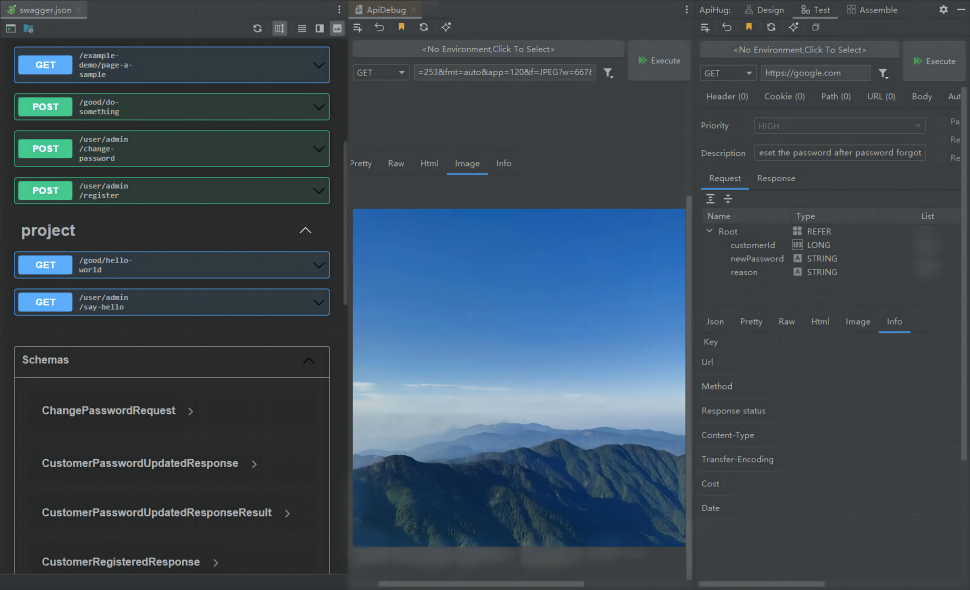 swagger.json
GET
/example-
demo/page-a-
sample
POST
/good/do-
something
POST
/user/admin
/change-
password
POST
/user/admin
/register
project
GET
/good/hello-
world
GET
/user/admin
/say-hello
Schemas
ChangePasswordRequest
CustomerPasswordUpdatedResponse
CustomerPasswordUpdatedResponseResult
CustomerRegisteredResponse
ApiDebug
<No Environment,Click To Select>
Execute
GET
=253&fmt=auto&app=120&f=JPEG?w=667&
Pretty Raw Html Image Info
ApiHug: Design Test Assemble
<No Environment,Click To Select>
Execute
GET
https://google.com
Header (0) Cookie (0) Path (0) URL (0) Body Aut
Priority HIGH Pa
Re
Description eset the password after password forgot Re
Request Response
Name Type List
Root REFER
customerId LONG
newPassword STRING
reason STRING
Json Pretty Raw Html Image Info
Key
Url
Method
Response status
Content-Type
Transfer-Encoding
Cost
Date